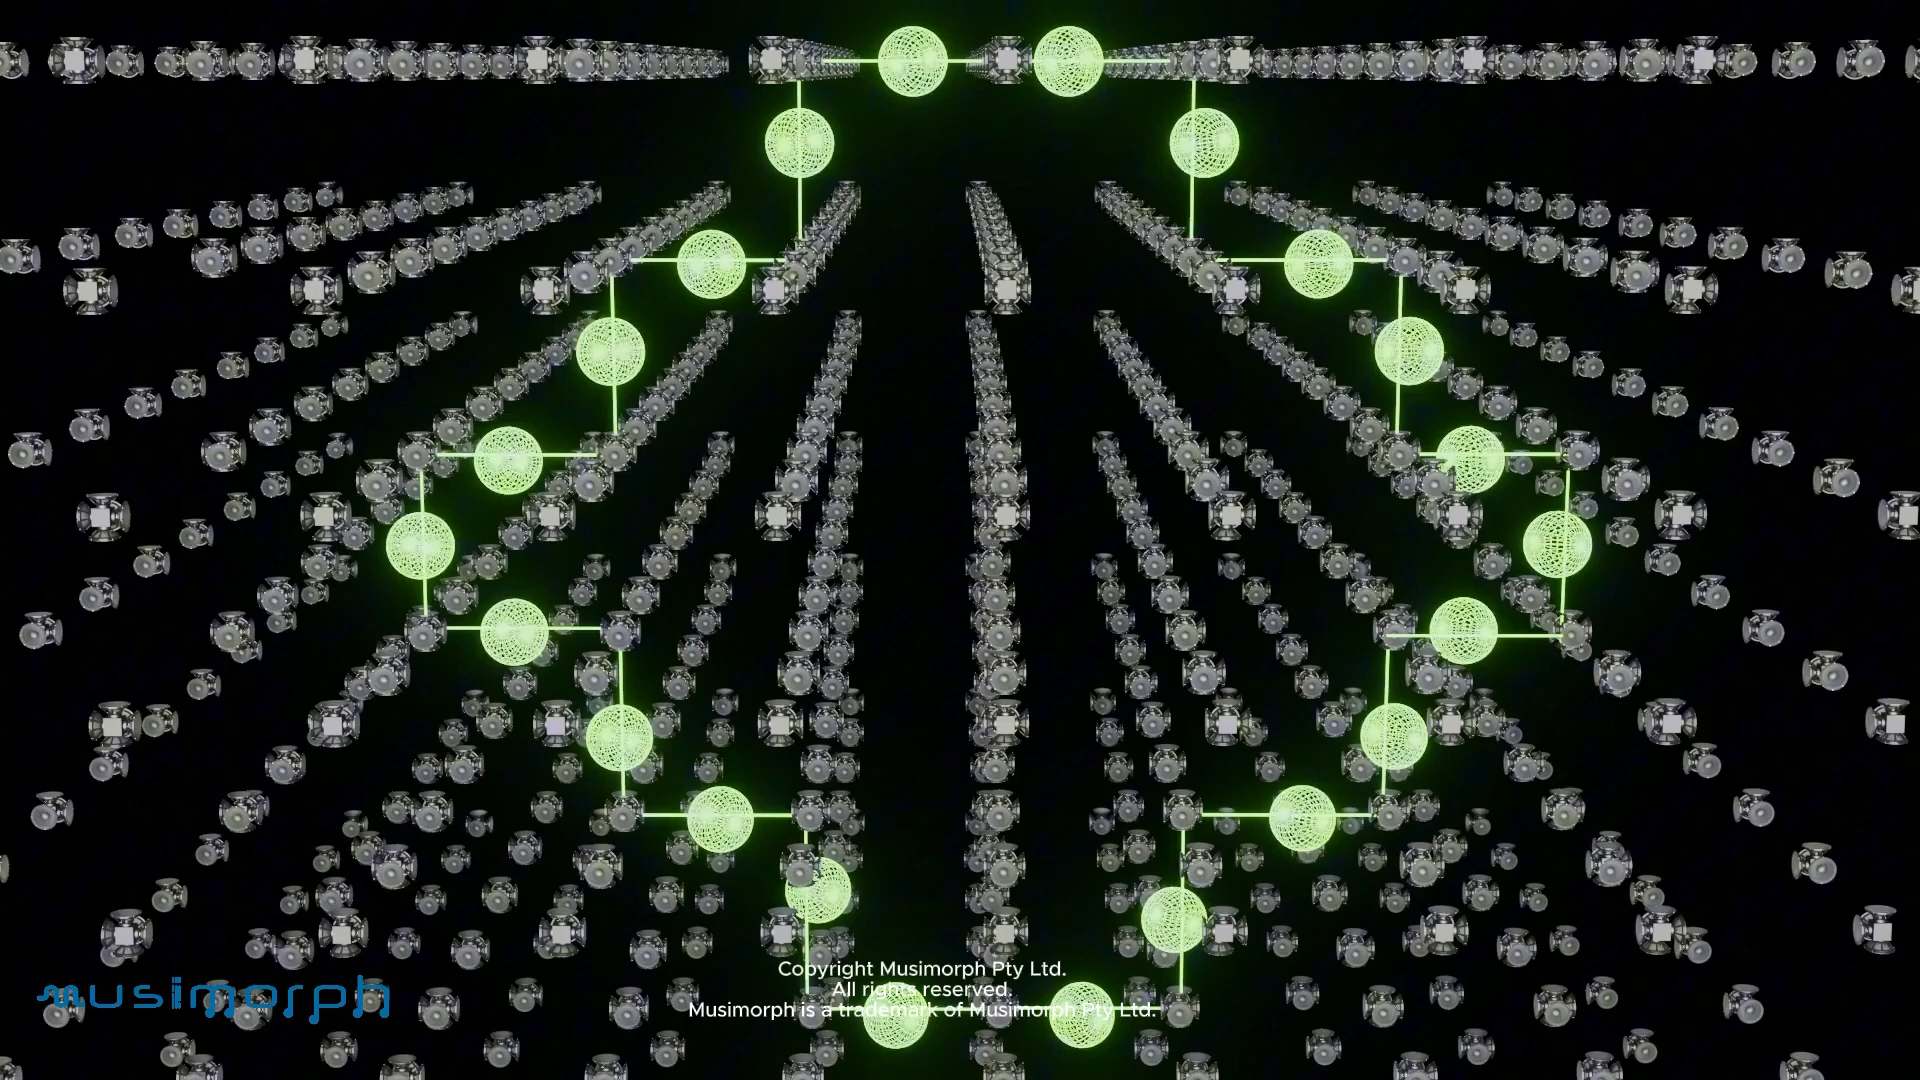 musimorph
Copyright Musimorph Pty Ltd.
All rights reserved.
Musimorph is a trademark of Musimorph Pty Ltd.